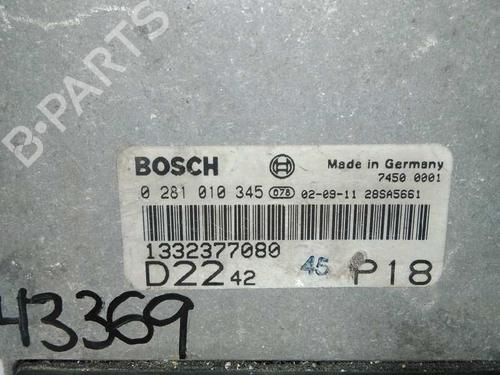 B-PARTS
BOSCH
Made in Germany
7450 0001
0 281 010 345 078 02-09-11 28SA5661
1332377080
D22 42 45 P18
43369